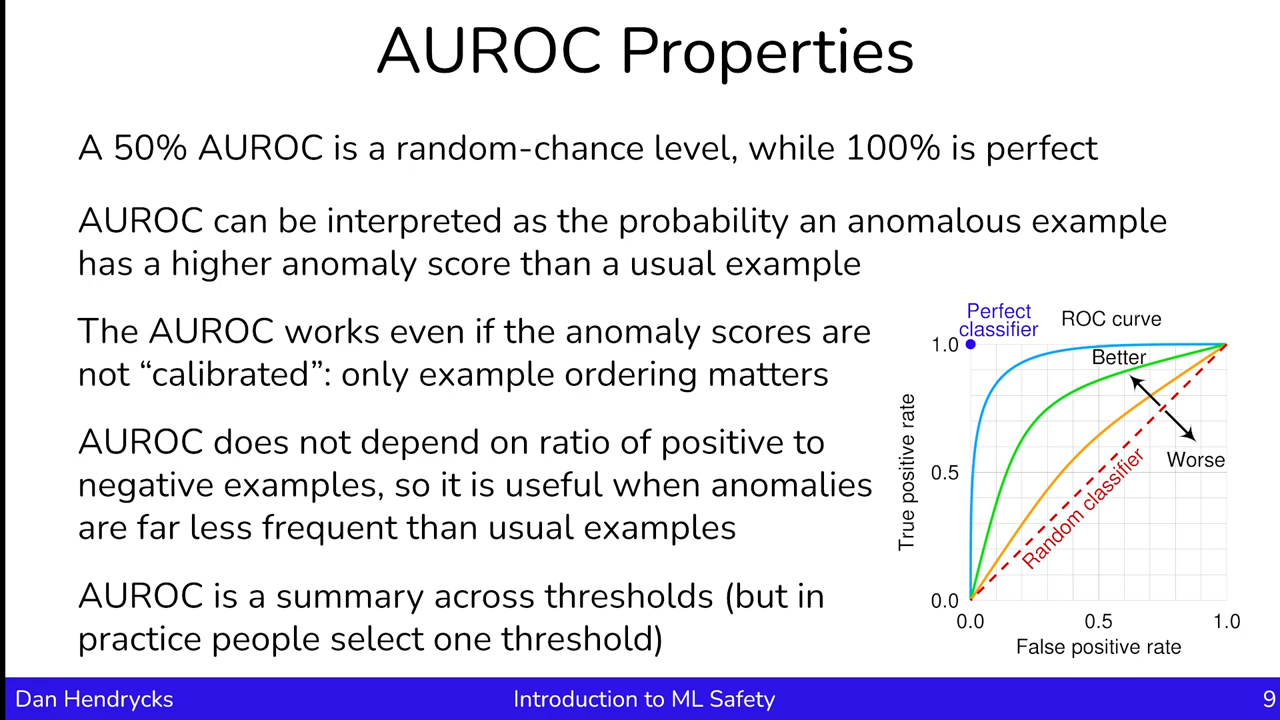 AUROC Properties
A 50% AUROC is a random-chance level, while 100% is perfect
AUROC can be interpreted as the probability an anomalous example
has a higher anomaly score than a usual example
The AUROC works even if the anomaly scores are
not “calibrated”: only example ordering matters
AUROC does not depend on ratio of positive to
negative examples, so it is useful when anomalies
are far less frequent than usual examples
AUROC is a summary across thresholds (but in
practice people select one threshold)
Perfect
classifier
ROC curve
1.0
Better
Worse
True positive rate
0.5
Random classifier
0.0
0.0
0.5
1.0
False positive rate
Dan Hendrycks
Introduction to ML Safety
9